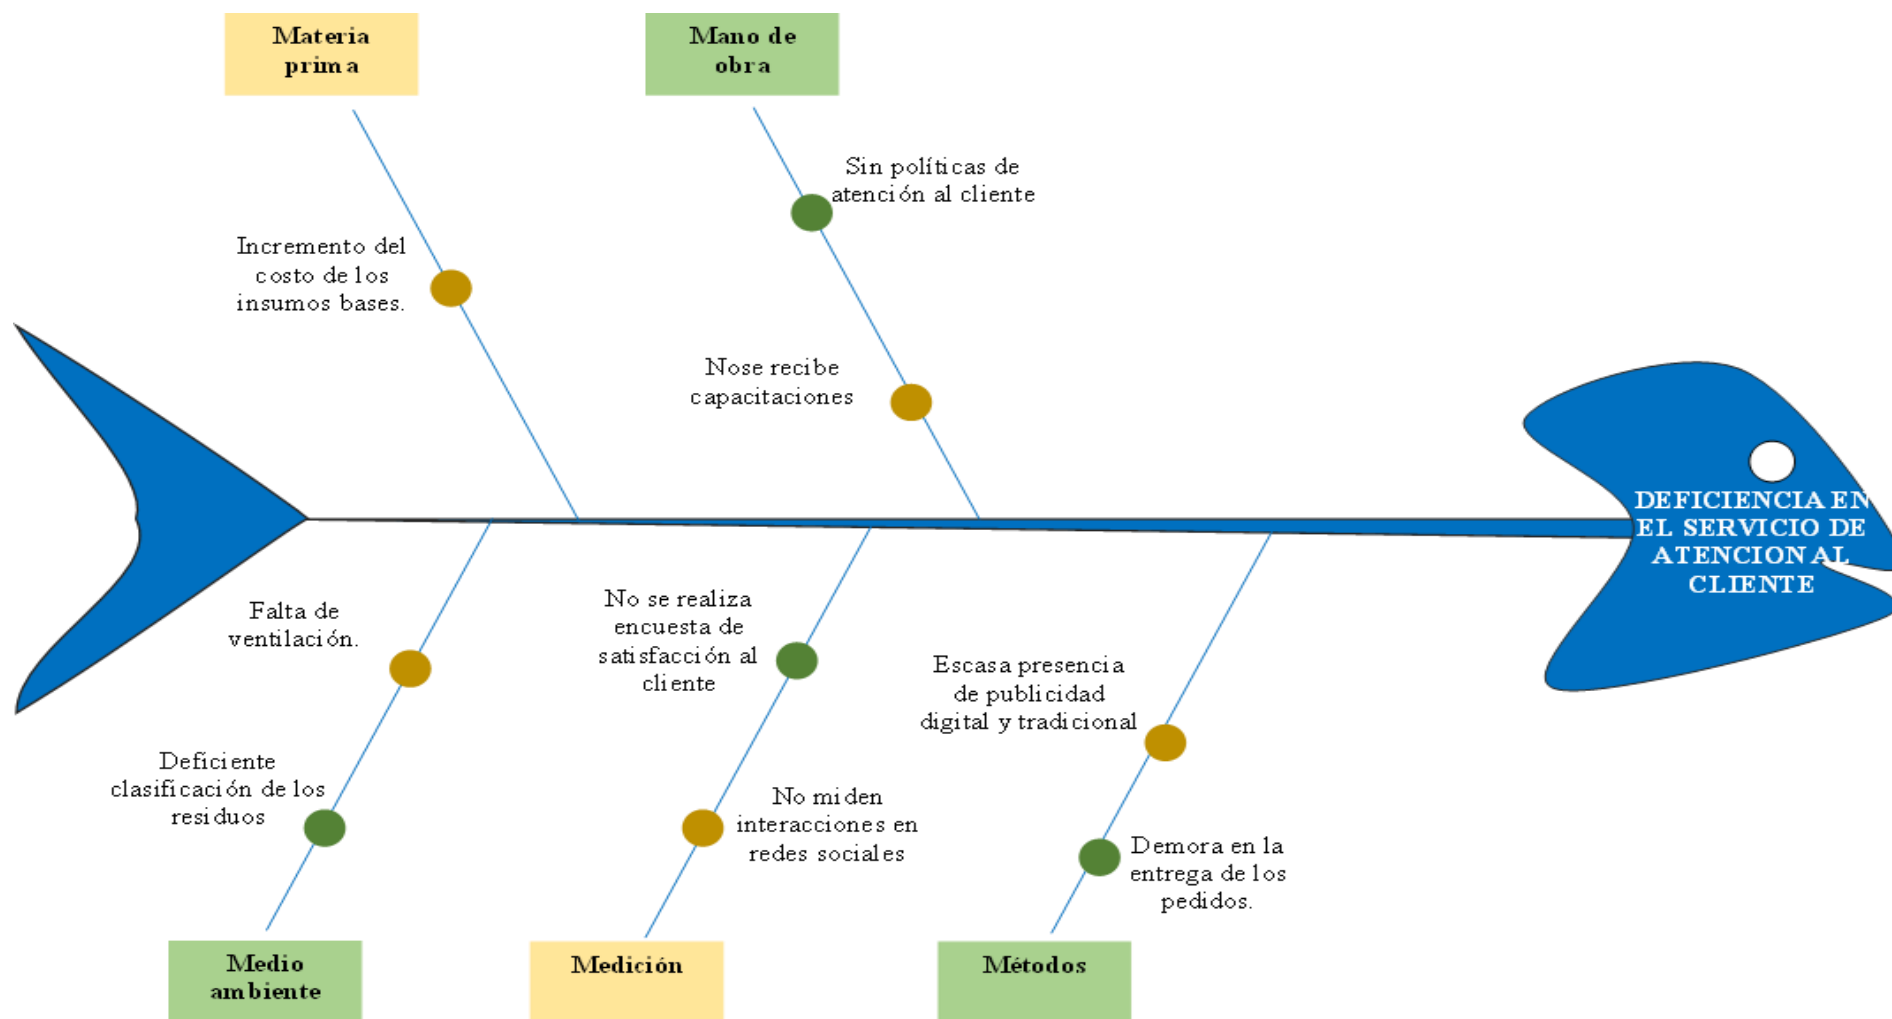 Materia
prima
Mano de
obra
Sin políticas de
atención al cliente
Incremento del
costo de los
insumos bases.
Nose recibe
capacitaciones
DEFICIENCIA EN
EL SERVICIO DE
ATENCION AL
CLIENTE
Falta de
ventilación.
No se realiza
encuesta de
satisfacción al
cliente
Escasa presencia
de publicidad
digital y tradicional
Deficiente
clasificación de los
residuos
No miden
interacciones en
redes sociales
Demora en la
entrega de los
pedidos.
Medio
ambiente
Medición
Métodos